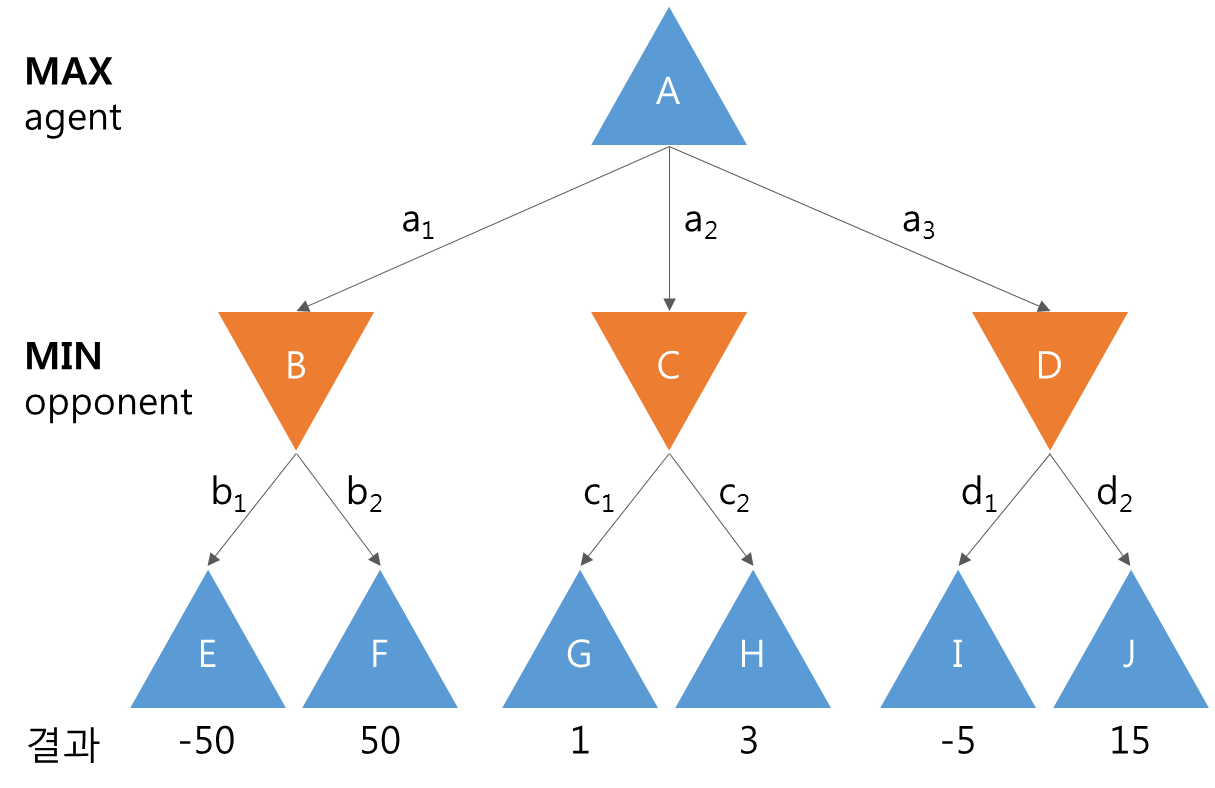 A
MAX
agent
a1
a2
a3
MIN
opponent
B
C
D
b1
b2
c1
c2
d1
d2
E
F
G
H
I
J
결과
-50
50
1
3
-5
15